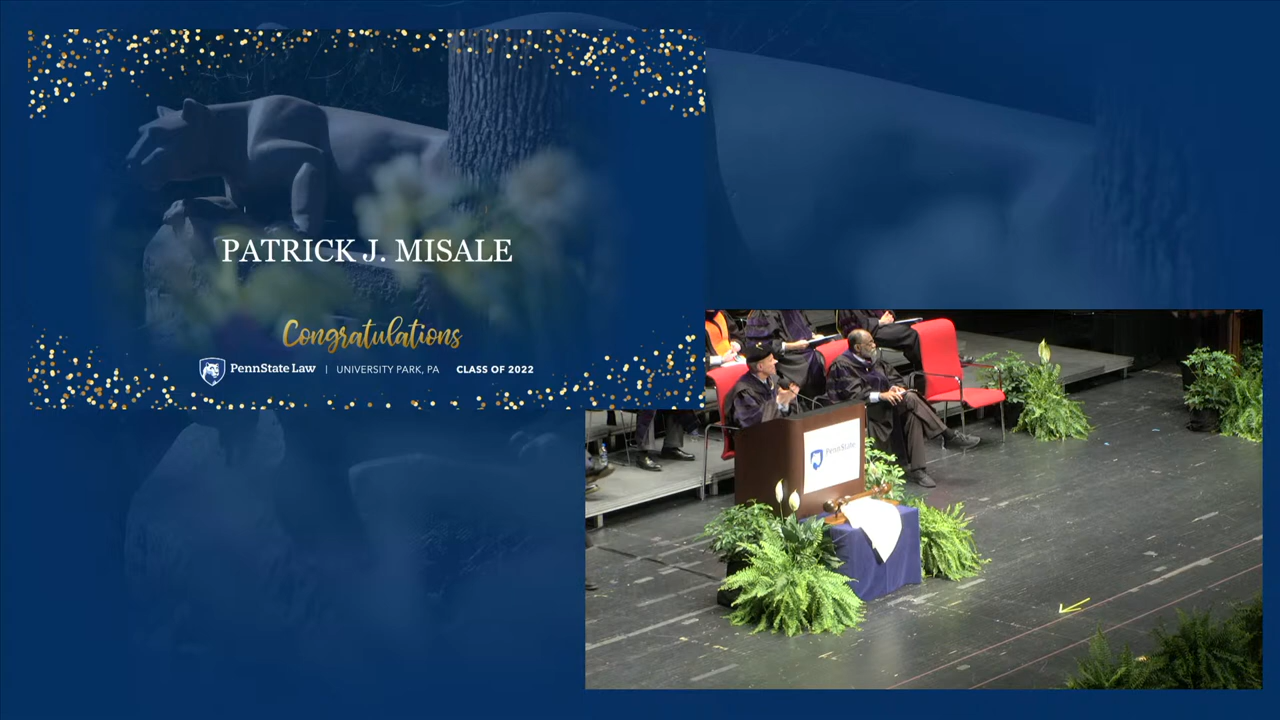 PATRICK J. MISALE
Congratulations
PennState Law | UNIVERSITY PARK, PA CLASS OF 2022
PennState